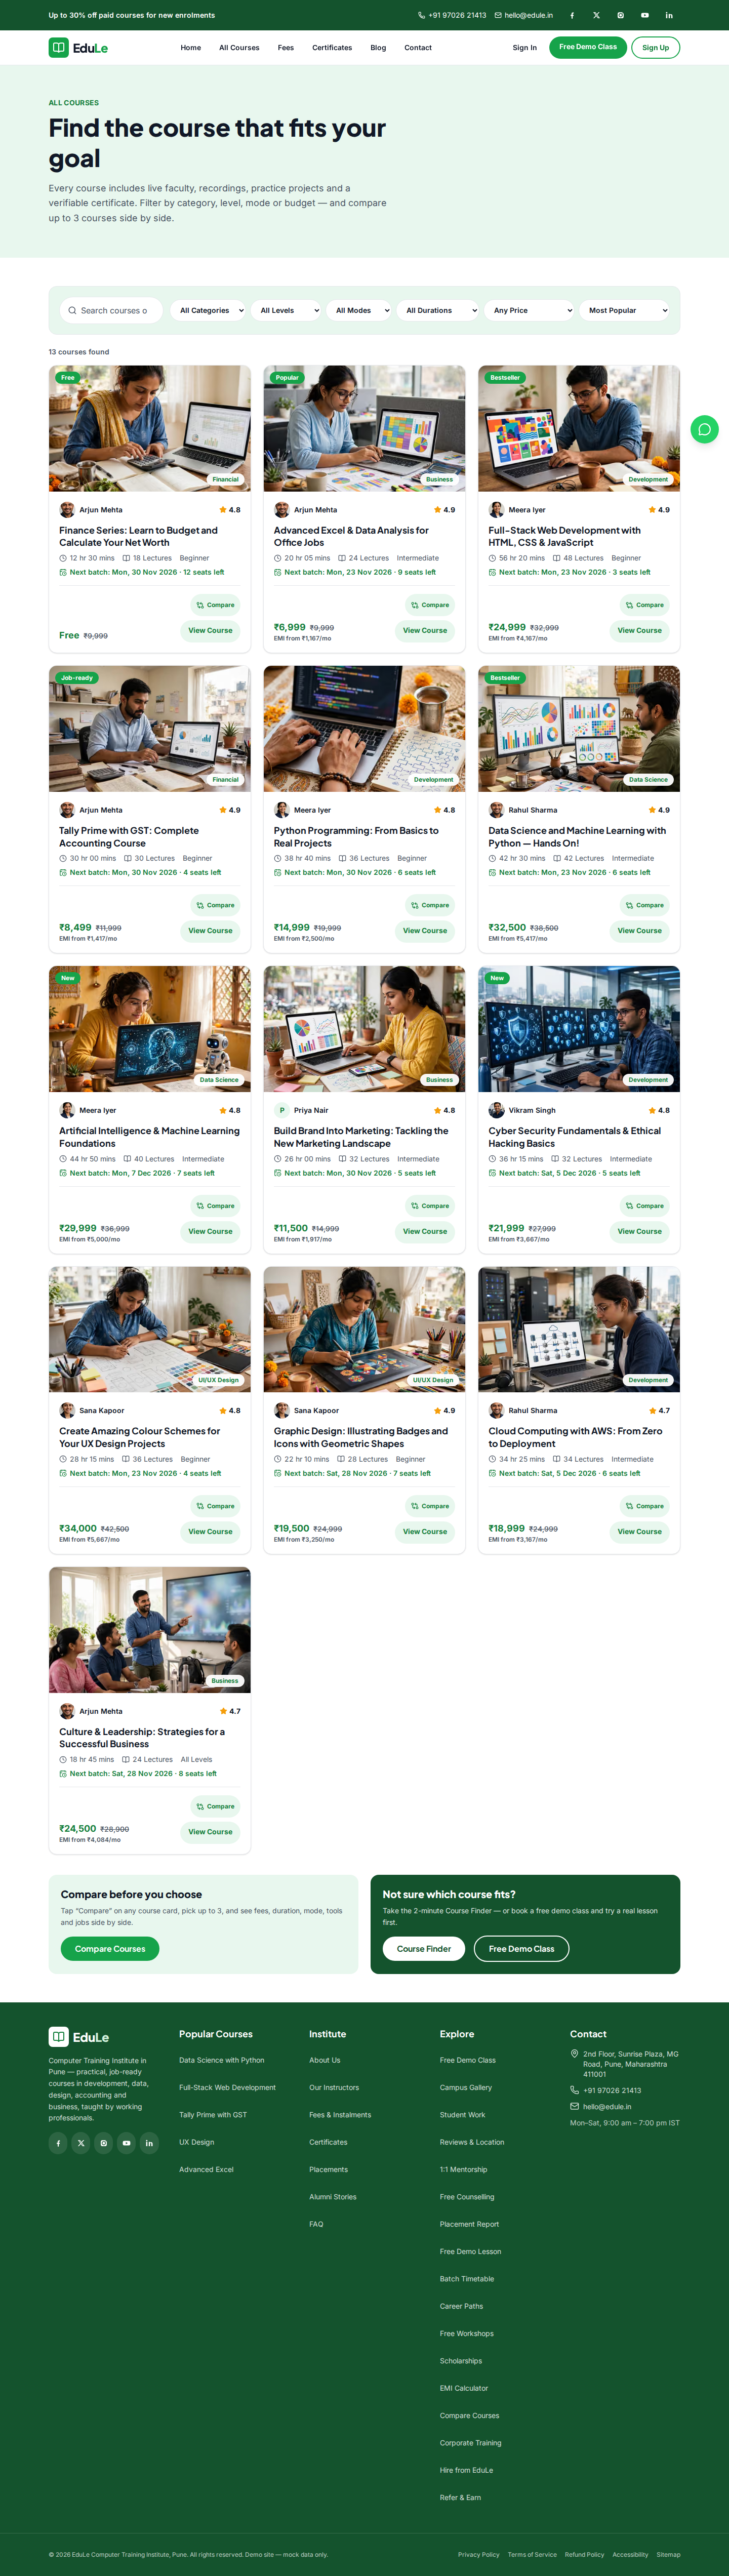 Up to 30% off paid courses for new enrolments
+91 97026 21413
hello@edule.in
EduLe
Home
All Courses
Fees
Certificates
Blog
Contact
Sign In
Free Demo Class
Sign Up
ALL COURSES
Find the course that fits your
goal
Every course includes live faculty, recordings, practice projects and a
verifiable certificate. Filter by category, level, mode or budget — and compare
up to 3 courses side by side.
Search courses o
All Categories
All Levels
All Modes
All Durations
Any Price
Most Popular
13 courses found
Free
Financial
Arjun Mehta
4.8
Finance Series: Learn to Budget and
Calculate Your Net Worth
12 hr 30 mins 18 Lectures Beginner
Next batch: Mon, 30 Nov 2026 · 12 seats left
Compare
Free ₹9,999
View Course
Popular
Business
Arjun Mehta
4.9
Advanced Excel & Data Analysis for
Office Jobs
20 hr 05 mins 24 Lectures Intermediate
Next batch: Mon, 23 Nov 2026 · 9 seats left
Compare
₹6,999 ₹9,999
EMI from ₹1,167/mo
View Course
Bestseller
Development
Meera Iyer
4.9
Full-Stack Web Development with
HTML, CSS & JavaScript
56 hr 20 mins 48 Lectures Beginner
Next batch: Mon, 23 Nov 2026 · 3 seats left
Compare
₹24,999 ₹32,999
EMI from ₹4,167/mo
View Course
Job-ready
Financial
Arjun Mehta
4.9
Tally Prime with GST: Complete
Accounting Course
30 hr 00 mins 30 Lectures Beginner
Next batch: Mon, 30 Nov 2026 · 4 seats left
Compare
₹8,499 ₹11,999
EMI from ₹1,417/mo
View Course
Development
Meera Iyer
4.8
Python Programming: From Basics to
Real Projects
38 hr 40 mins 36 Lectures Beginner
Next batch: Mon, 30 Nov 2026 · 6 seats left
Compare
₹14,999 ₹19,999
EMI from ₹2,500/mo
View Course
Bestseller
Data Science
Rahul Sharma
4.9
Data Science and Machine Learning with
Python — Hands On!
42 hr 30 mins 42 Lectures Intermediate
Next batch: Mon, 23 Nov 2026 · 6 seats left
Compare
₹32,500 ₹38,500
EMI from ₹5,417/mo
View Course
New
Data Science
Meera Iyer
4.8
Artificial Intelligence & Machine Learning
Foundations
44 hr 50 mins 40 Lectures Intermediate
Next batch: Mon, 7 Dec 2026 · 7 seats left
Compare
₹29,999 ₹36,999
EMI from ₹5,000/mo
View Course
Business
P
Priya Nair
4.8
Build Brand Into Marketing: Tackling the
New Marketing Landscape
26 hr 00 mins 32 Lectures Intermediate
Next batch: Mon, 30 Nov 2026 · 5 seats left
Compare
₹11,500 ₹14,999
EMI from ₹1,917/mo
View Course
New
Development
Vikram Singh
4.8
Cyber Security Fundamentals & Ethical
Hacking Basics
36 hr 15 mins 32 Lectures Intermediate
Next batch: Sat, 5 Dec 2026 · 5 seats left
Compare
₹21,999 ₹27,999
EMI from ₹3,667/mo
View Course
UI/UX Design
Sana Kapoor
4.8
Create Amazing Colour Schemes for
Your UX Design Projects
28 hr 15 mins 36 Lectures Beginner
Next batch: Mon, 23 Nov 2026 · 4 seats left
Compare
₹34,000 ₹42,500
EMI from ₹5,667/mo
View Course
UI/UX Design
Sana Kapoor
4.9
Graphic Design: Illustrating Badges and
Icons with Geometric Shapes
22 hr 10 mins 28 Lectures Beginner
Next batch: Sat, 28 Nov 2026 · 7 seats left
Compare
₹19,500 ₹24,999
EMI from ₹3,250/mo
View Course
Development
Rahul Sharma
4.7
Cloud Computing with AWS: From Zero
to Deployment
34 hr 25 mins 34 Lectures Intermediate
Next batch: Sat, 5 Dec 2026 · 6 seats left
Compare
₹18,999 ₹24,999
EMI from ₹3,167/mo
View Course
Business
Arjun Mehta
4.7
Culture & Leadership: Strategies for a
Successful Business
18 hr 45 mins 24 Lectures All Levels
Next batch: Sat, 28 Nov 2026 · 8 seats left
Compare
₹24,500 ₹28,900
EMI from ₹4,084/mo
View Course
Compare before you choose
Tap “Compare” on any course card, pick up to 3, and see fees, duration, mode, tools
and jobs side by side.
Compare Courses
Not sure which course fits?
Take the 2-minute Course Finder — or book a free demo class and try a real lesson
first.
Course Finder
Free Demo Class
EduLe
Computer Training Institute in
Pune — practical, job-ready
courses in development, data,
design, accounting and
business, taught by working
professionals.
Popular Courses
Data Science with Python
Full-Stack Web Development
Tally Prime with GST
UX Design
Advanced Excel
Institute
About Us
Our Instructors
Fees & Instalments
Certificates
Placements
Alumni Stories
FAQ
Explore
Free Demo Class
Campus Gallery
Student Work
Reviews & Location
1:1 Mentorship
Free Counselling
Placement Report
Free Demo Lesson
Batch Timetable
Career Paths
Free Workshops
Scholarships
EMI Calculator
Compare Courses
Corporate Training
Hire from EduLe
Refer & Earn
Contact
2nd Floor, Sunrise Plaza, MG
Road, Pune, Maharashtra
411001
+91 97026 21413
hello@edule.in
Mon–Sat, 9:00 am – 7:00 pm IST
© 2026 EduLe Computer Training Institute, Pune. All rights reserved. Demo site — mock data only.
Privacy Policy
Terms of Service
Refund Policy
Accessibility
Sitemap